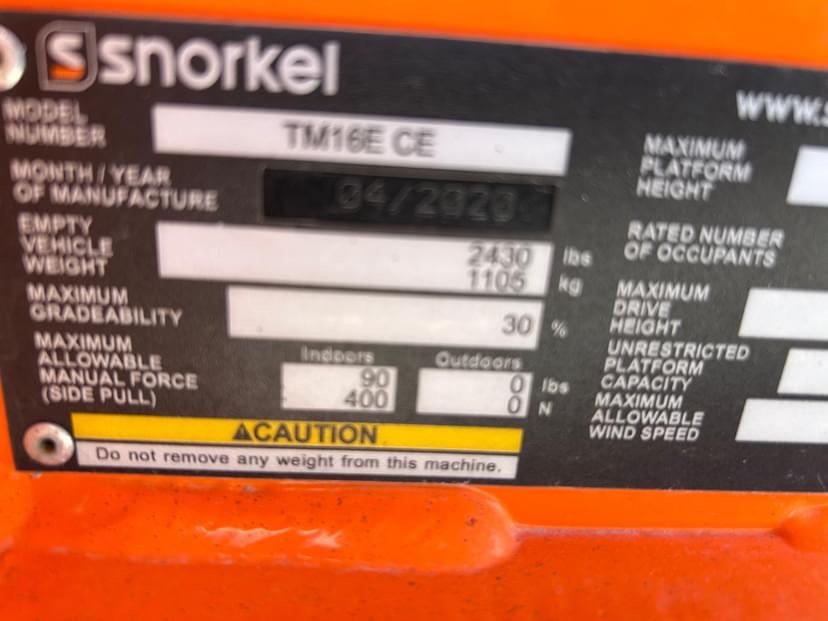 snorkel
WWW.
MODEL
NUMBER
TM16E CE
MONTH / YEAR
OF MANUFACTURE
04/2020
EMPTY
VEHICLE
WEIGHT
2430 lbs
1105 kg
MAXIMUM
GRADEABILITY
30 %
MAXIMUM
ALLOWABLE
MANUAL FORCE
(SIDE PULL)
Indoors
90
400
Outdoors
0 lbs
0 N
⚠CAUTION
Do not remove any weight from this machine.
MAXIMUM
PLATFORM
HEIGHT
RATED NUMBER
OF OCCUPANTS
MAXIMUM
DRIVE
HEIGHT
UNRESTRICTED
PLATFORM
CAPACITY
MAXIMUM
ALLOWABLE
WIND SPEED